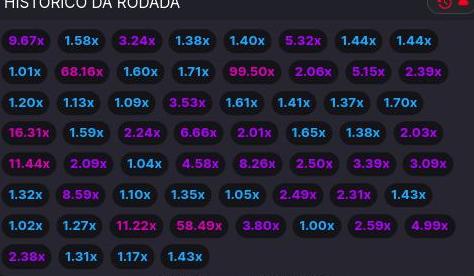 HISTÓRICO DA RODADA
9.67x 1.58x 3.24x 1.38x 1.40x 5.32x 1.44x 1.44x
1.01x 68.16x 1.60x 1.71x 99.50x 2.06x 5.15x 2.39x
1.20x 1.13x 1.09x 3.53x 1.61x 1.41x 1.37x 1.70x
16.31x 1.59x 2.24x 6.66x 2.01x 1.65x 1.38x 2.03x
11.44x 2.09x 1.04x 4.58x 8.26x 2.50x 3.39x 3.09x
1.32x 8.59x 1.10x 1.35x 1.05x 2.49x 2.31x 1.43x
1.02x 1.27x 11.22x 58.49x 3.80x 1.00x 2.59x 4.99x
2.38x 1.31x 1.17x 1.43x